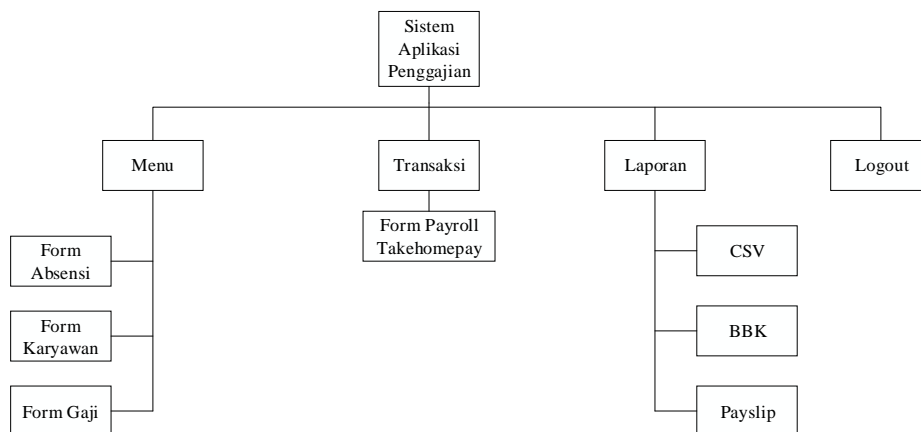 Sistem
Aplikasi
Penggajian
Menu
Transaksi
Laporan
Logout
Form Payroll
Takehomepay
Form
Absensi
CSV
Form
Karyawan
BBK
Form Gaji
Payslip